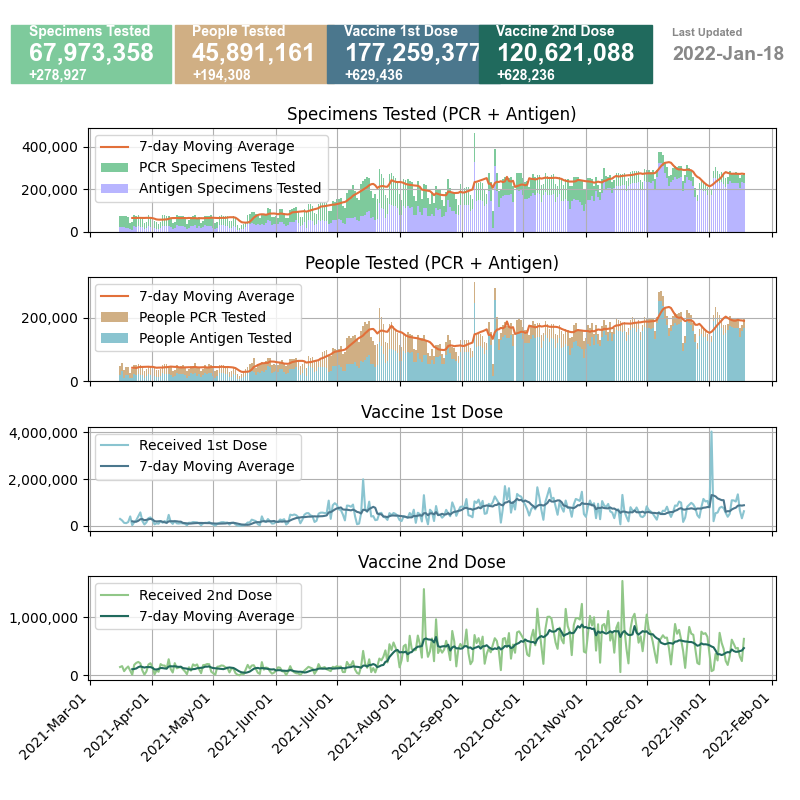 Specimens Tested
67,973,358
+278,927
People Tested
45,891,161
+194,308
Vaccine 1st Dose
177,259,377
+629,436
Vaccine 2nd Dose
120,621,088
+628,236
Last Updated
2022-Jan-18
Specimens Tested (PCR + Antigen)
400,000
200,000
0
7-day Moving Average
PCR Specimens Tested
Antigen Specimens Tested
People Tested (PCR + Antigen)
200,000
0
7-day Moving Average
People PCR Tested
People Antigen Tested
Vaccine 1st Dose
4,000,000
2,000,000
0
Received 1st Dose
7-day Moving Average
Vaccine 2nd Dose
1,000,000
0
Received 2nd Dose
7-day Moving Average
2021-Mar-01
2021-Apr-01
2021-May-01
2021-Jun-01
2021-Jul-01
2021-Aug-01
2021-Sep-01
2021-Oct-01
2021-Nov-01
2021-Dec-01
2022-Jan-01
2022-Feb-01